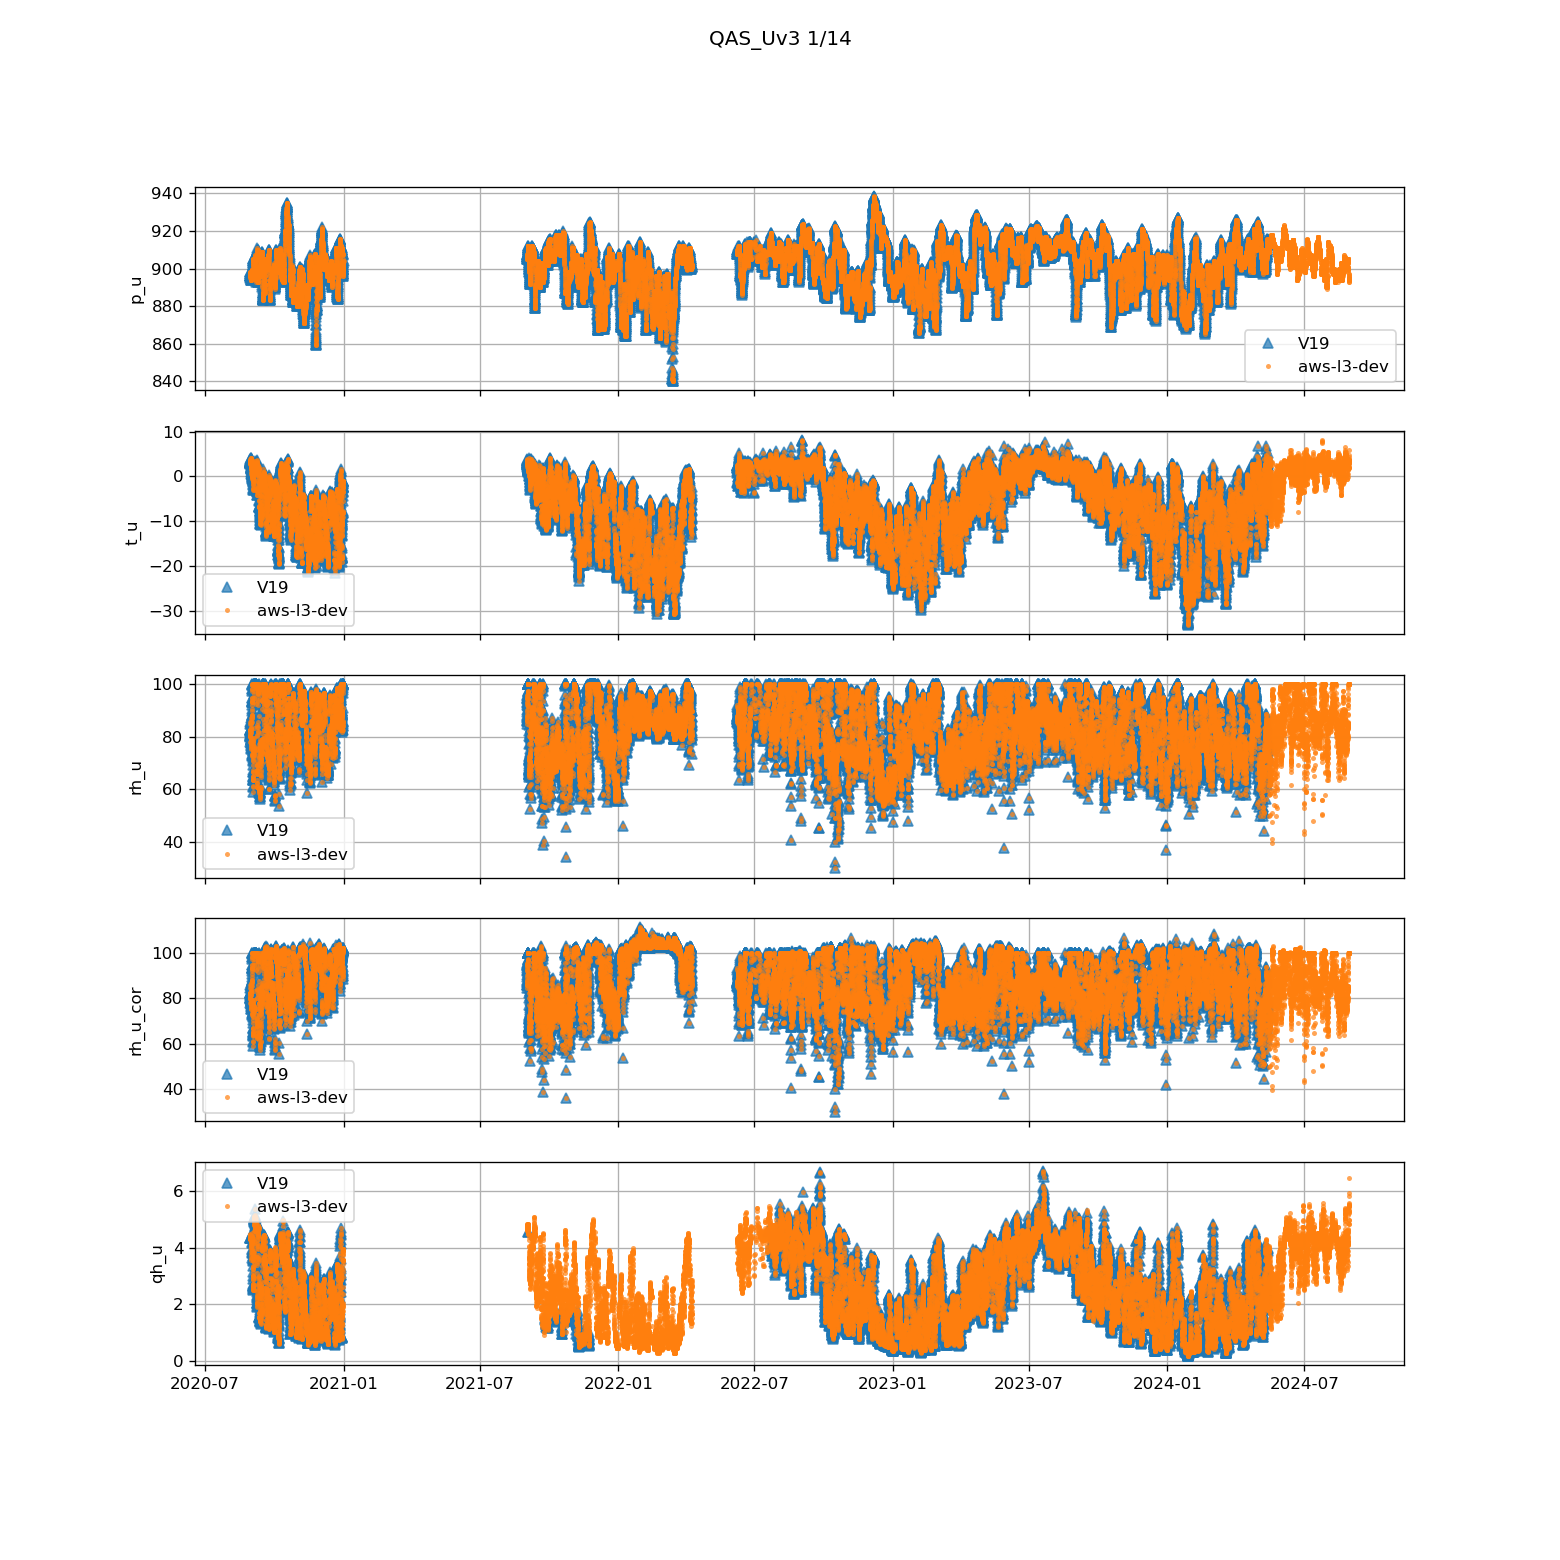 QAS_Uv3 1/14
940
920
900
880
860
840
p_u
V19
aws-l3-dev
10
0
−10
−20
−30
t_u
V19
aws-l3-dev
100
80
60
40
rh_u
V19
aws-l3-dev
100
80
60
40
rh_u_cor
V19
aws-l3-dev
6
4
2
0
qh_u
V19
aws-l3-dev
2020-07
2021-01
2021-07
2022-01
2022-07
2023-01
2023-07
2024-01
2024-07